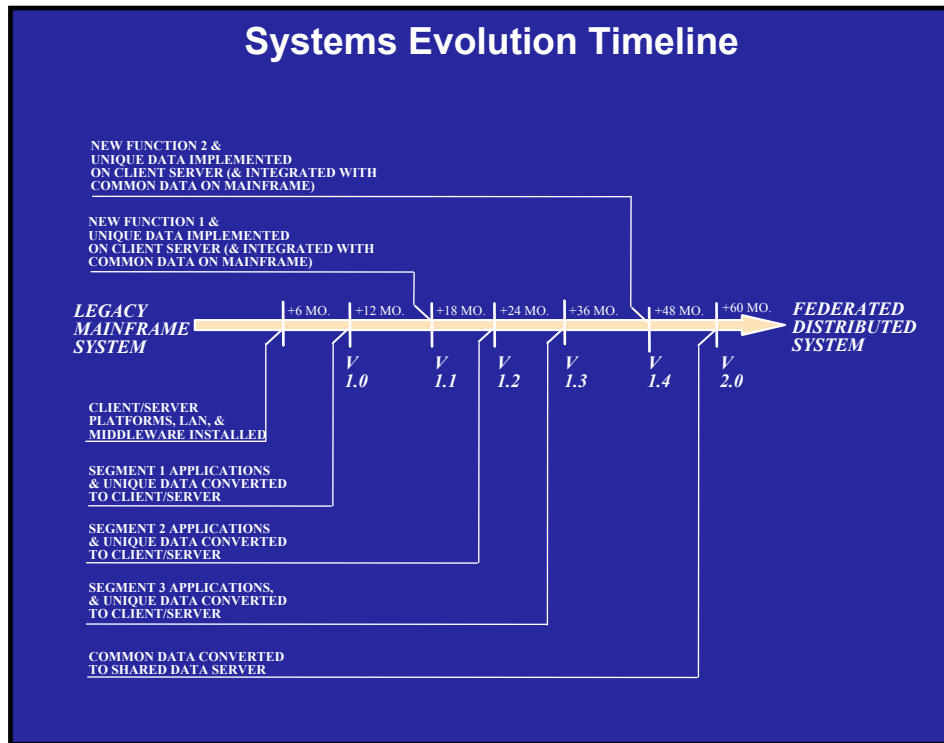 Systems Evolution Timeline
NEW FUNCTION 2 &
UNIQUE DATA IMPLEMENTED
ON CLIENT SERVER (& INTEGRATED WITH
COMMON DATA ON MAINFRAME)
NEW FUNCTION 1 &
UNIQUE DATA IMPLEMENTED
ON CLIENT SERVER (& INTEGRATED WITH
COMMON DATA ON MAINFRAME)
LEGACY
MAINFRAME
SYSTEM
+6 MO. +12 MO. +18 MO. +24 MO. +36 MO. +48 MO. +60 MO.
FEDERATED
DISTRIBUTED
SYSTEM
V V V V V V
1.0 1.1 1.2 1.3 1.4 2.0
CLIENT/SERVER
PLATFORMS, LAN, &
MIDDLEWARE INSTALLED
SEGMENT 1 APPLICATIONS
& UNIQUE DATA CONVERTED
TO CLIENT/SERVER
SEGMENT 2 APPLICATIONS
& UNIQUE DATA CONVERTED
TO CLIENT/SERVER
SEGMENT 3 APPLICATIONS,
& UNIQUE DATA CONVERTED
TO CLIENT/SERVER
COMMON DATA CONVERTED
TO SHARED DATA SERVER